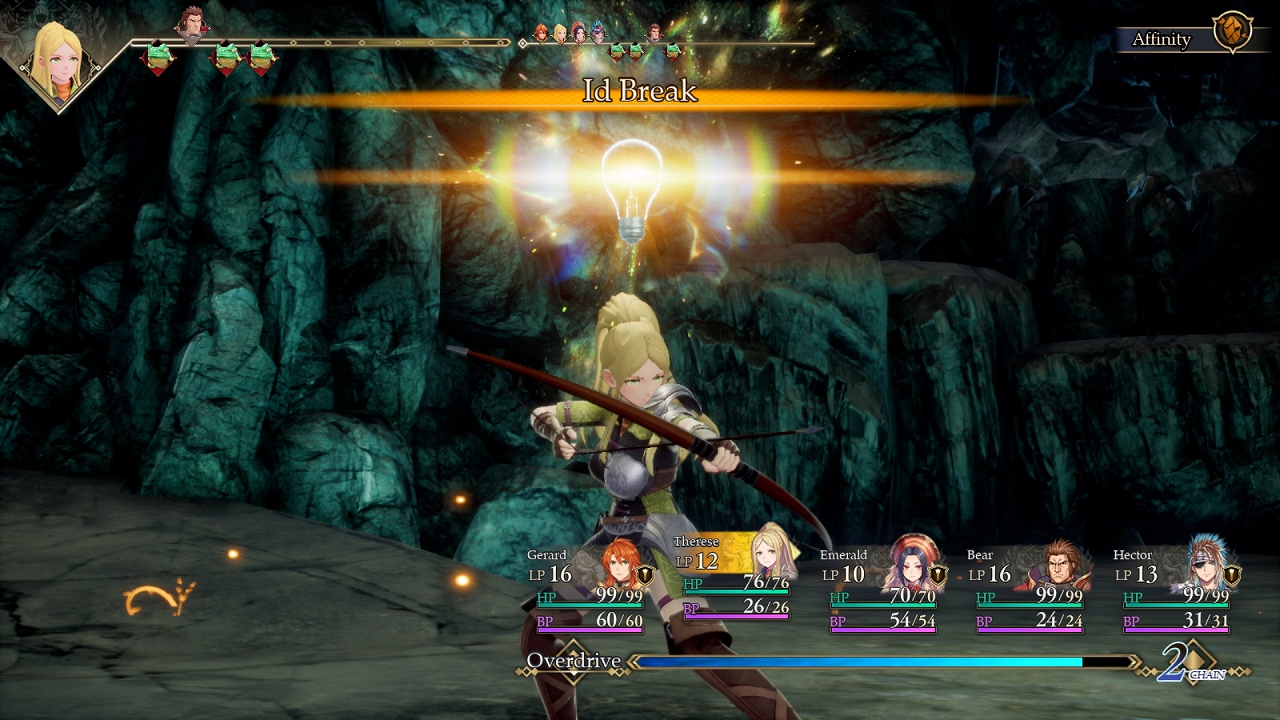 Affinity
Id Break
Gerard
LP 16
HP 99/99
BP 60/60
Therese
LP 12
HP 76/76
BP 26/26
Emerald
LP 10
HP 70/70
BP 54/54
Bear
LP 16
HP 99/99
BP 24/24
Hector
LP 13
HP 99/99
BP 31/31
Overdrive
2 CHAIN